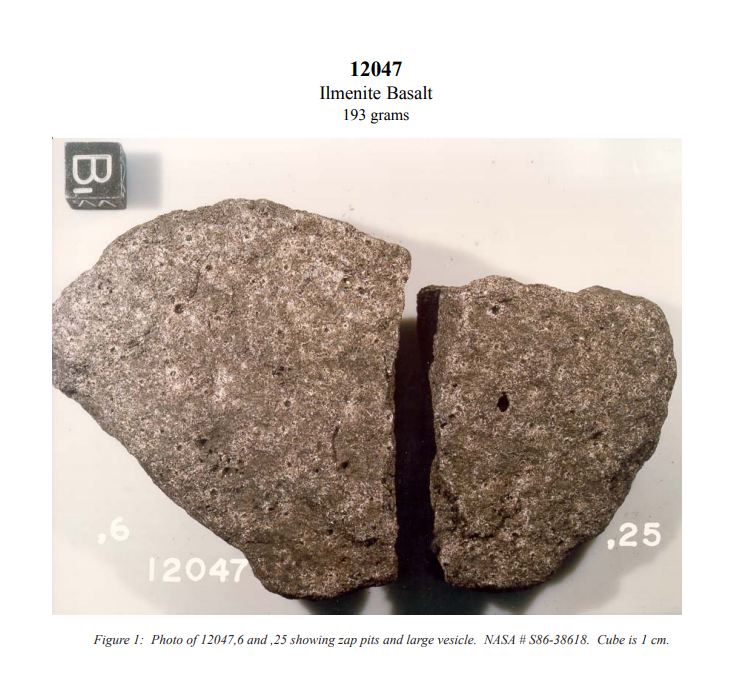 12047
Ilmenite Basalt
193 grams
B
,6
,25
12047
Figure 1:  Photo of 12047,6 and ,25 showing zap pits and large vesicle.  NASA # S86-38618.  Cube is 1 cm.